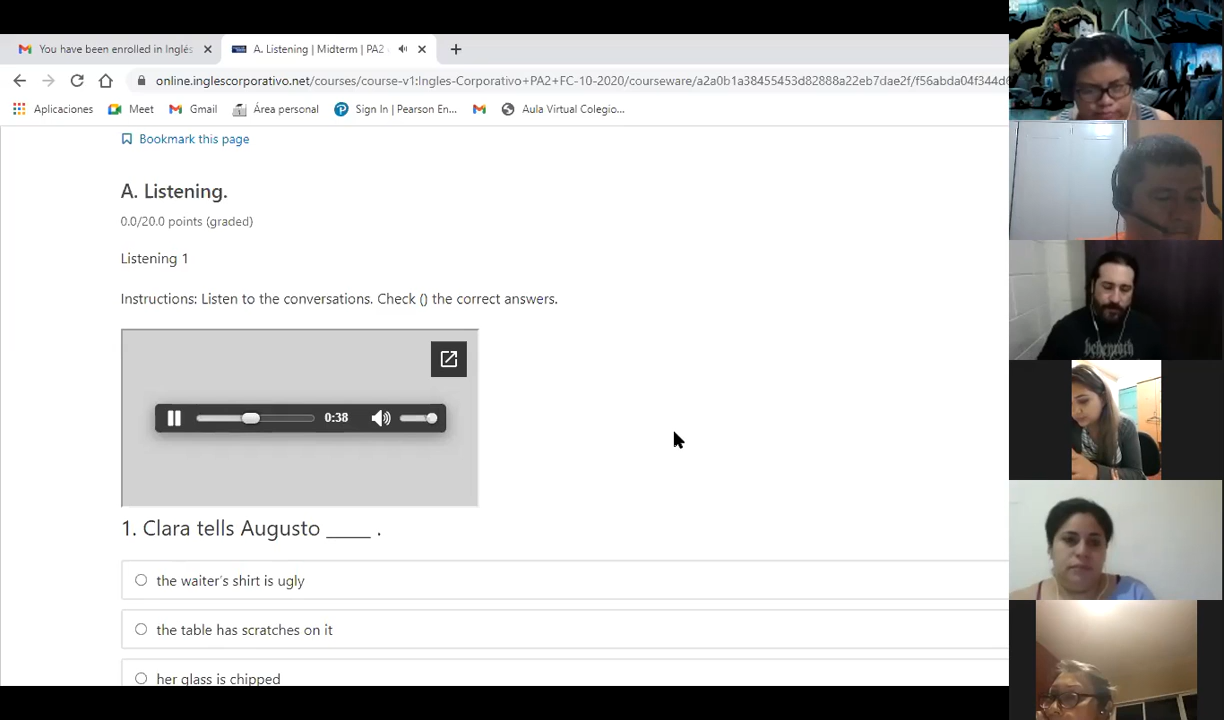 You have been enrolled in Inglés
A. Listening | Midterm | PA2
online.inglescorporativo.net/courses/course-v1:Ingles-Corporativo+PA2+FC-10-2020/courseware/a2a0b1a38455453d82888a22eb7dae2f/f56abda04f344d0
Aplicaciones Meet Gmail Área personal Sign In | Pearson En... Aula Virtual Colegio...
Bookmark this page
A. Listening.
0.0/20.0 points (graded)
Listening 1
Instructions: Listen to the conversations. Check () the correct answers.
0:38
1. Clara tells Augusto _____ .
the waiter's shirt is ugly
the table has scratches on it
her glass is chipped
behemoth